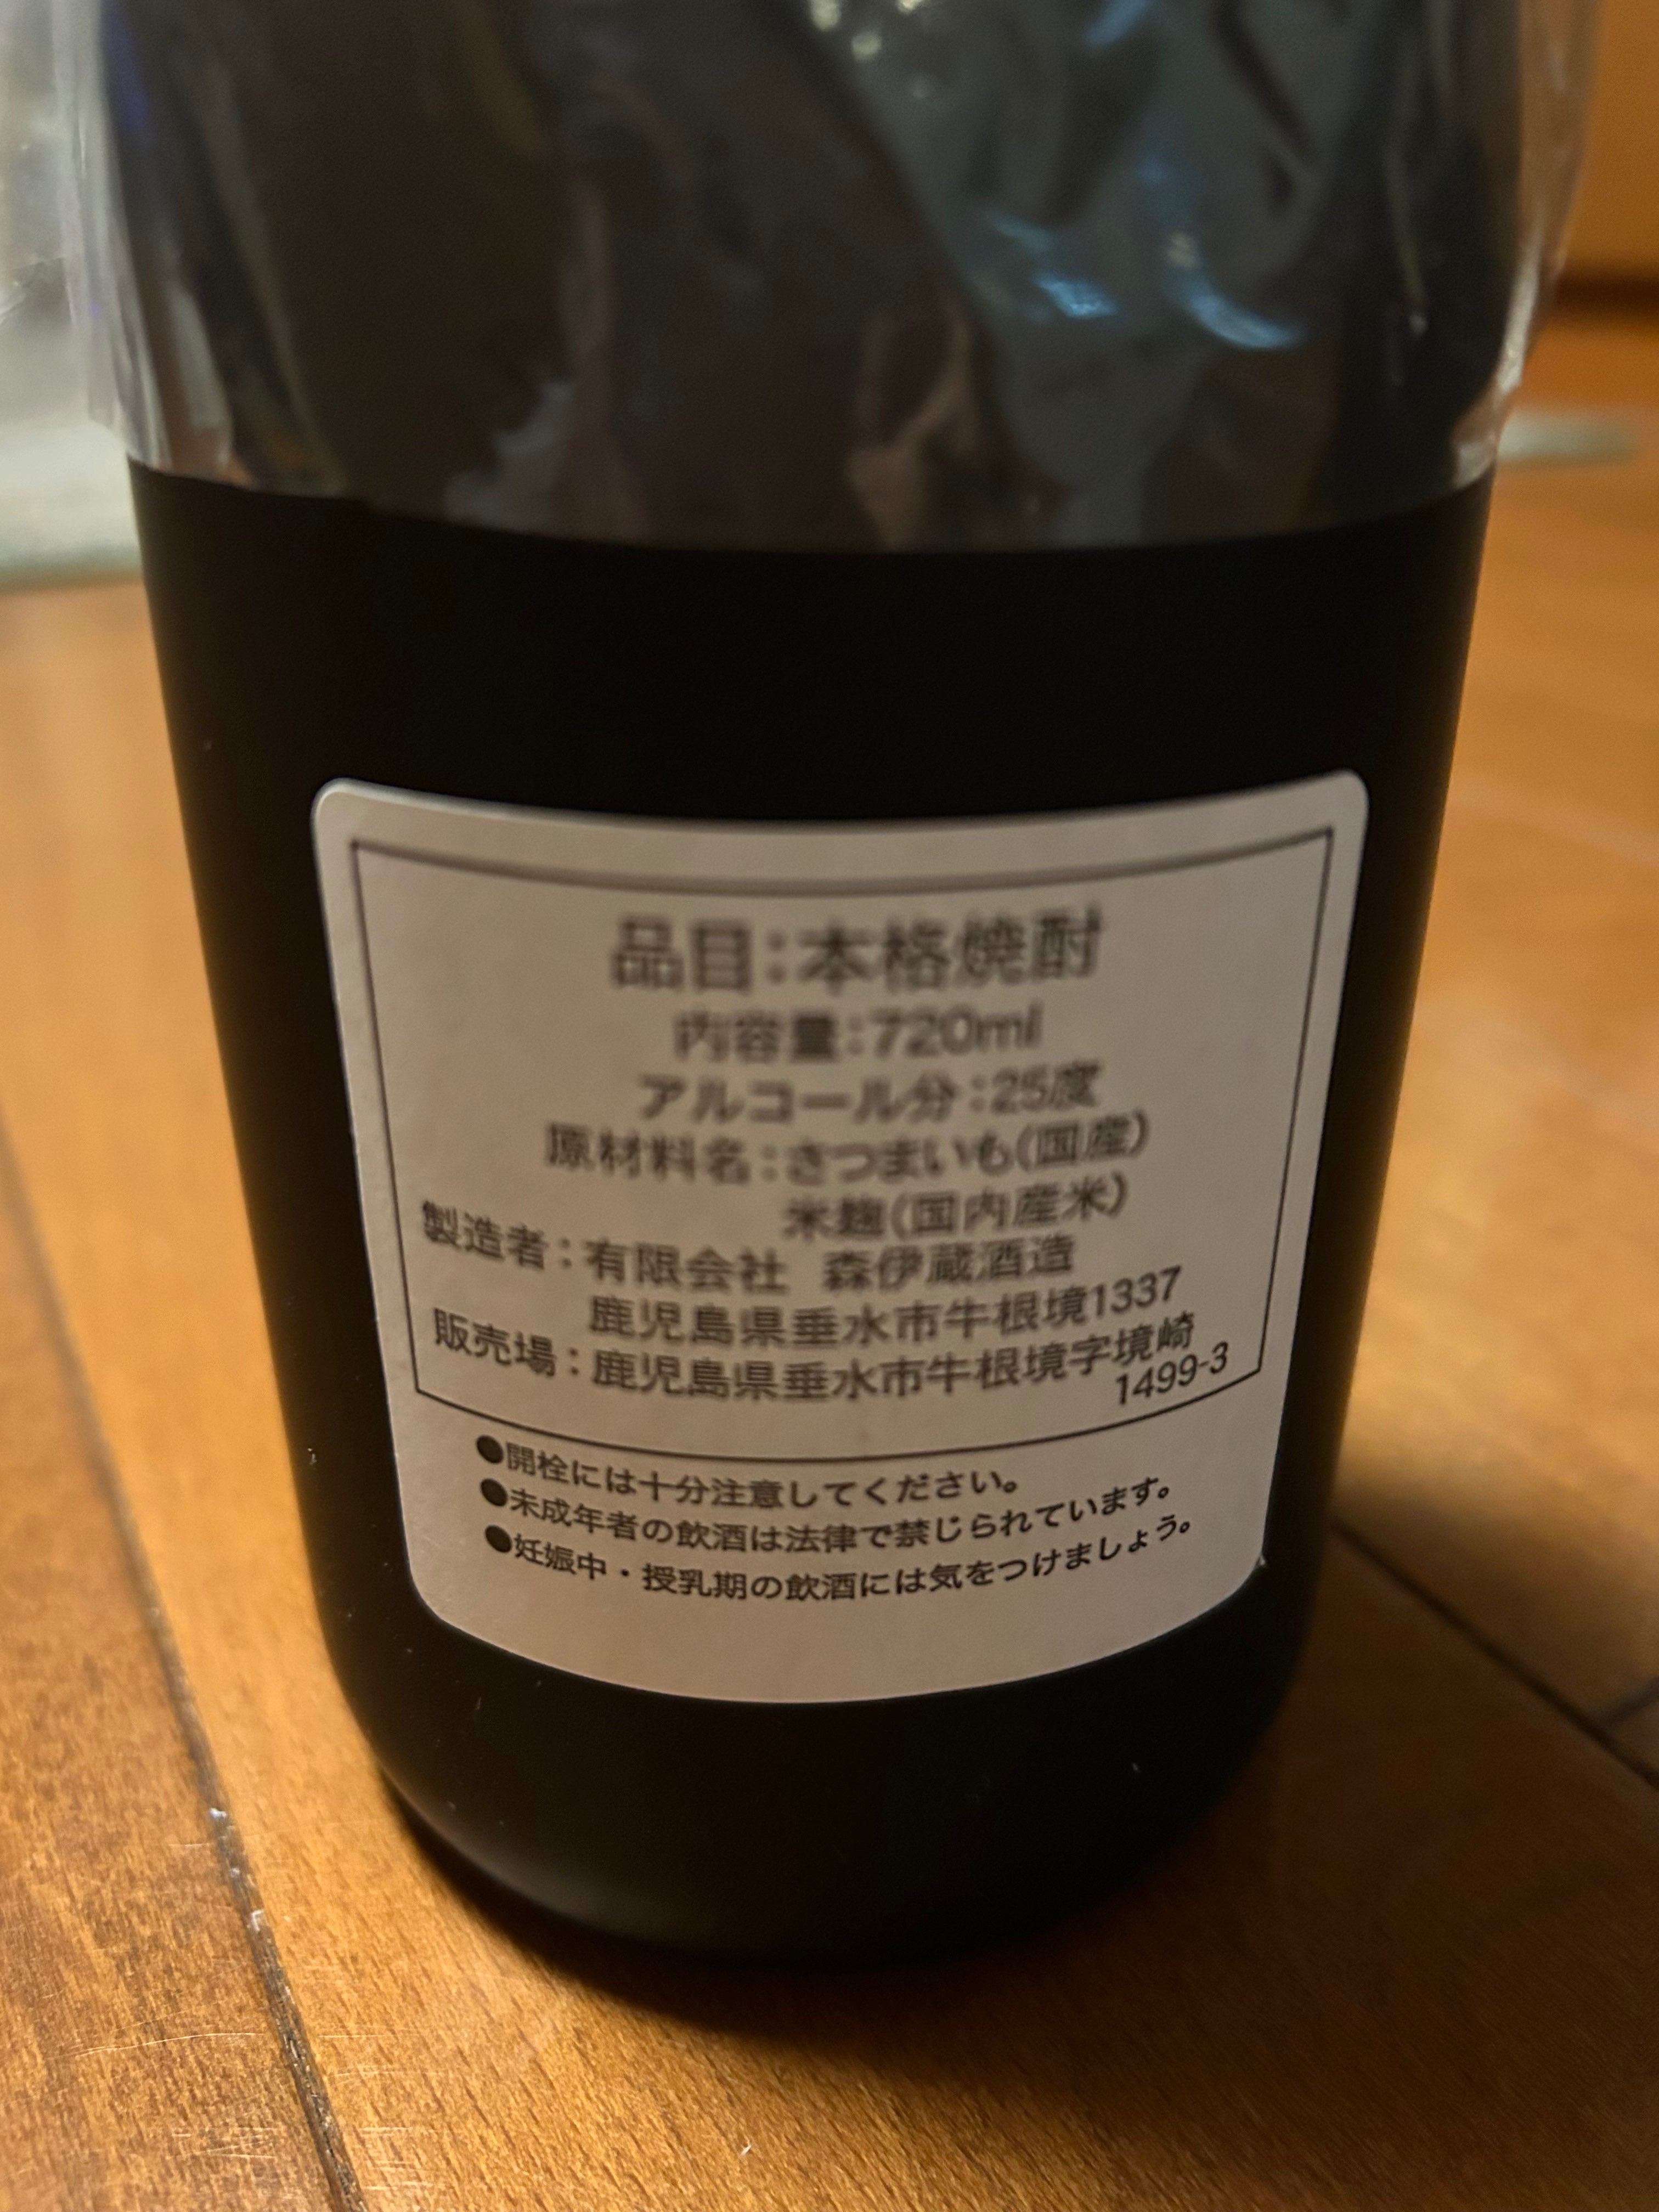 品目:本格焼酎
内容量:720ml
アルコール分:25度
原材料名:さつまいも(国産)
米麹(国内産米)
製造者:有限会社 森伊蔵酒造
鹿児島県垂水市牛根境1337
販売場:鹿児島県垂水市牛根境字境崎
1499-3
●開栓には十分注意してください。
●未成年者の飲酒は法律で禁じられています。
●妊娠中・授乳期の飲酒には気をつけましょう。